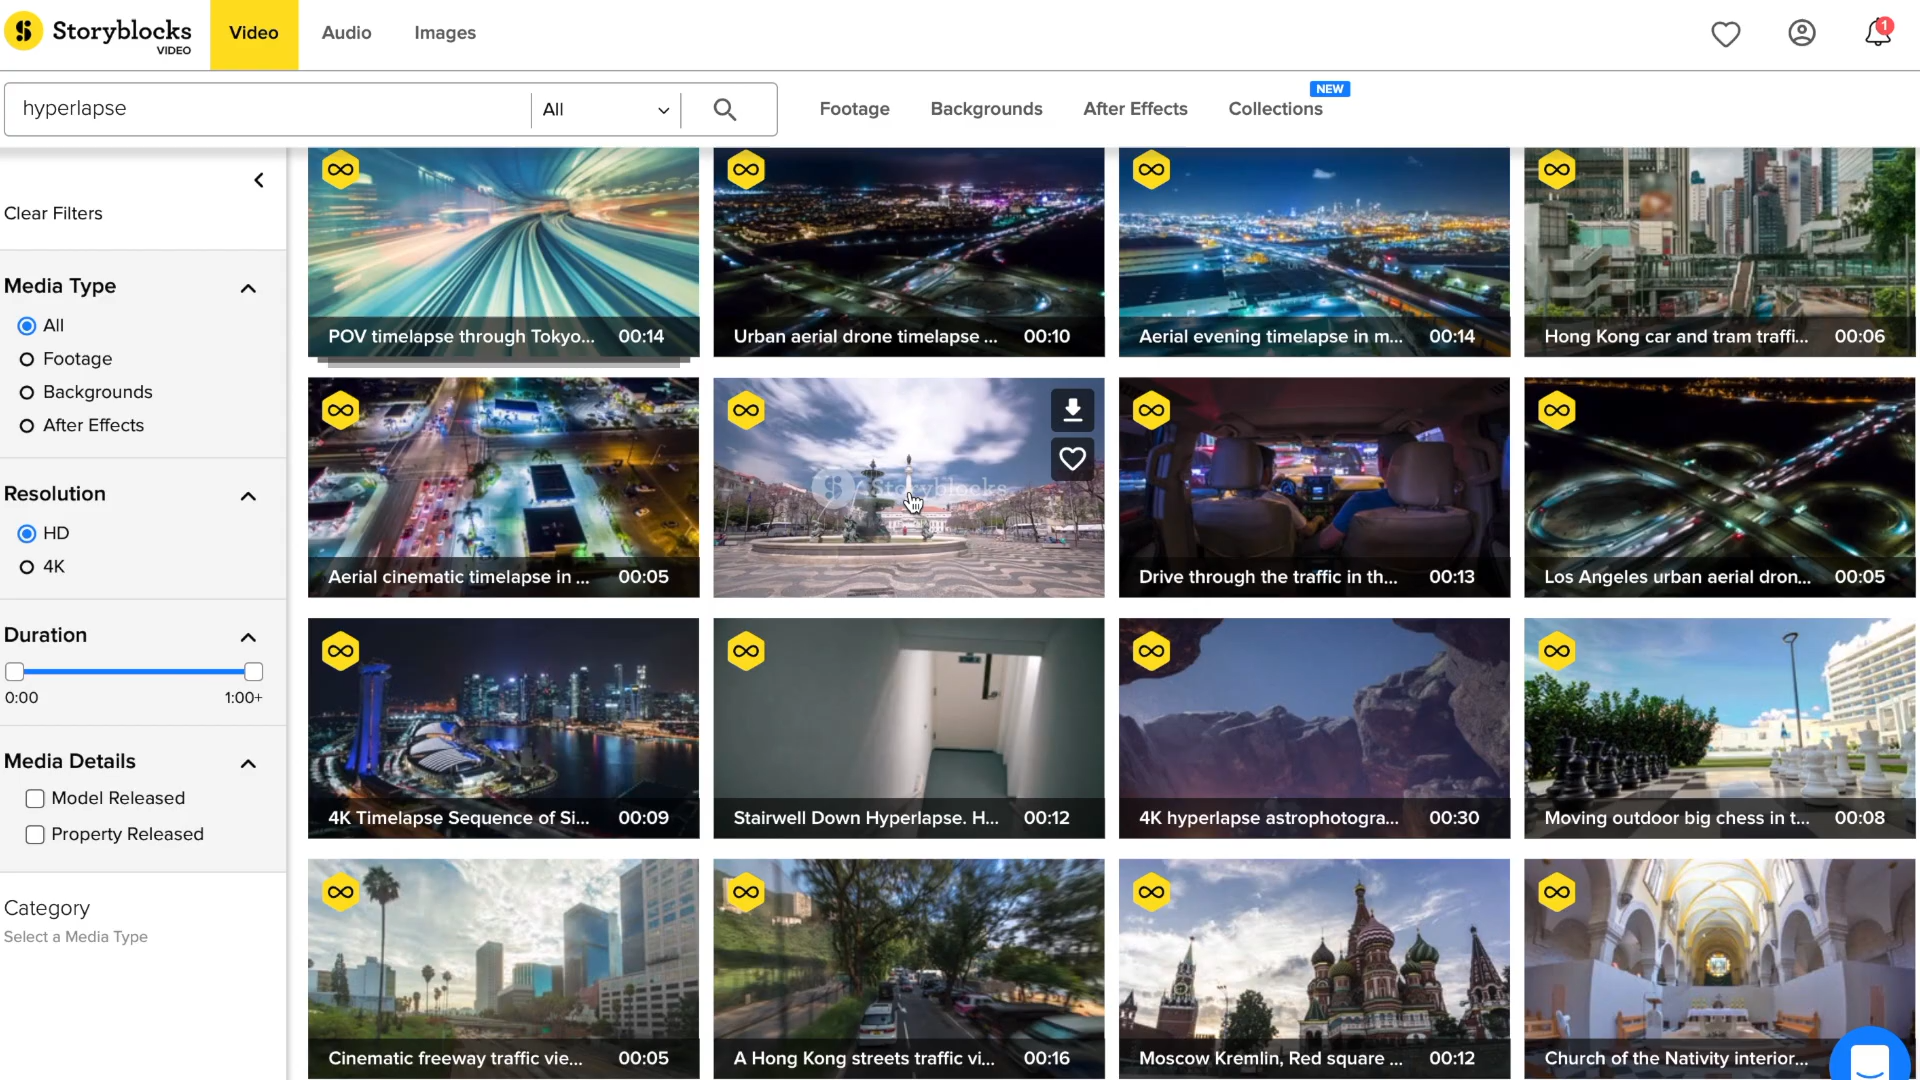 Storyblocks
VIDEO
Video
Audio
Images
1
hyperlapse
All
Footage
Backgrounds
After Effects
Collections
NEW
Clear Filters
Media Type
All
Footage
Backgrounds
After Effects
Resolution
HD
4K
Duration
0:00
1:00+
Media Details
Model Released
Property Released
Category
Select a Media Type
POV timelapse through Tokyo... 00:14
Urban aerial drone timelapse ... 00:10
Aerial evening timelapse in m... 00:14
Hong Kong car and tram traffi... 00:06
Aerial cinematic timelapse in ... 00:05
Storyblocks
Drive through the traffic in th... 00:13
Los Angeles urban aerial dron... 00:05
4K Timelapse Sequence of Si... 00:09
Stairwell Down Hyperlapse. H... 00:12
4K hyperlapse astrophotogra... 00:30
Moving outdoor big chess in t... 00:08
Cinematic freeway traffic vie... 00:05
A Hong Kong streets traffic vi... 00:16
Moscow Kremlin, Red square ... 00:12
Church of the Nativity interior...